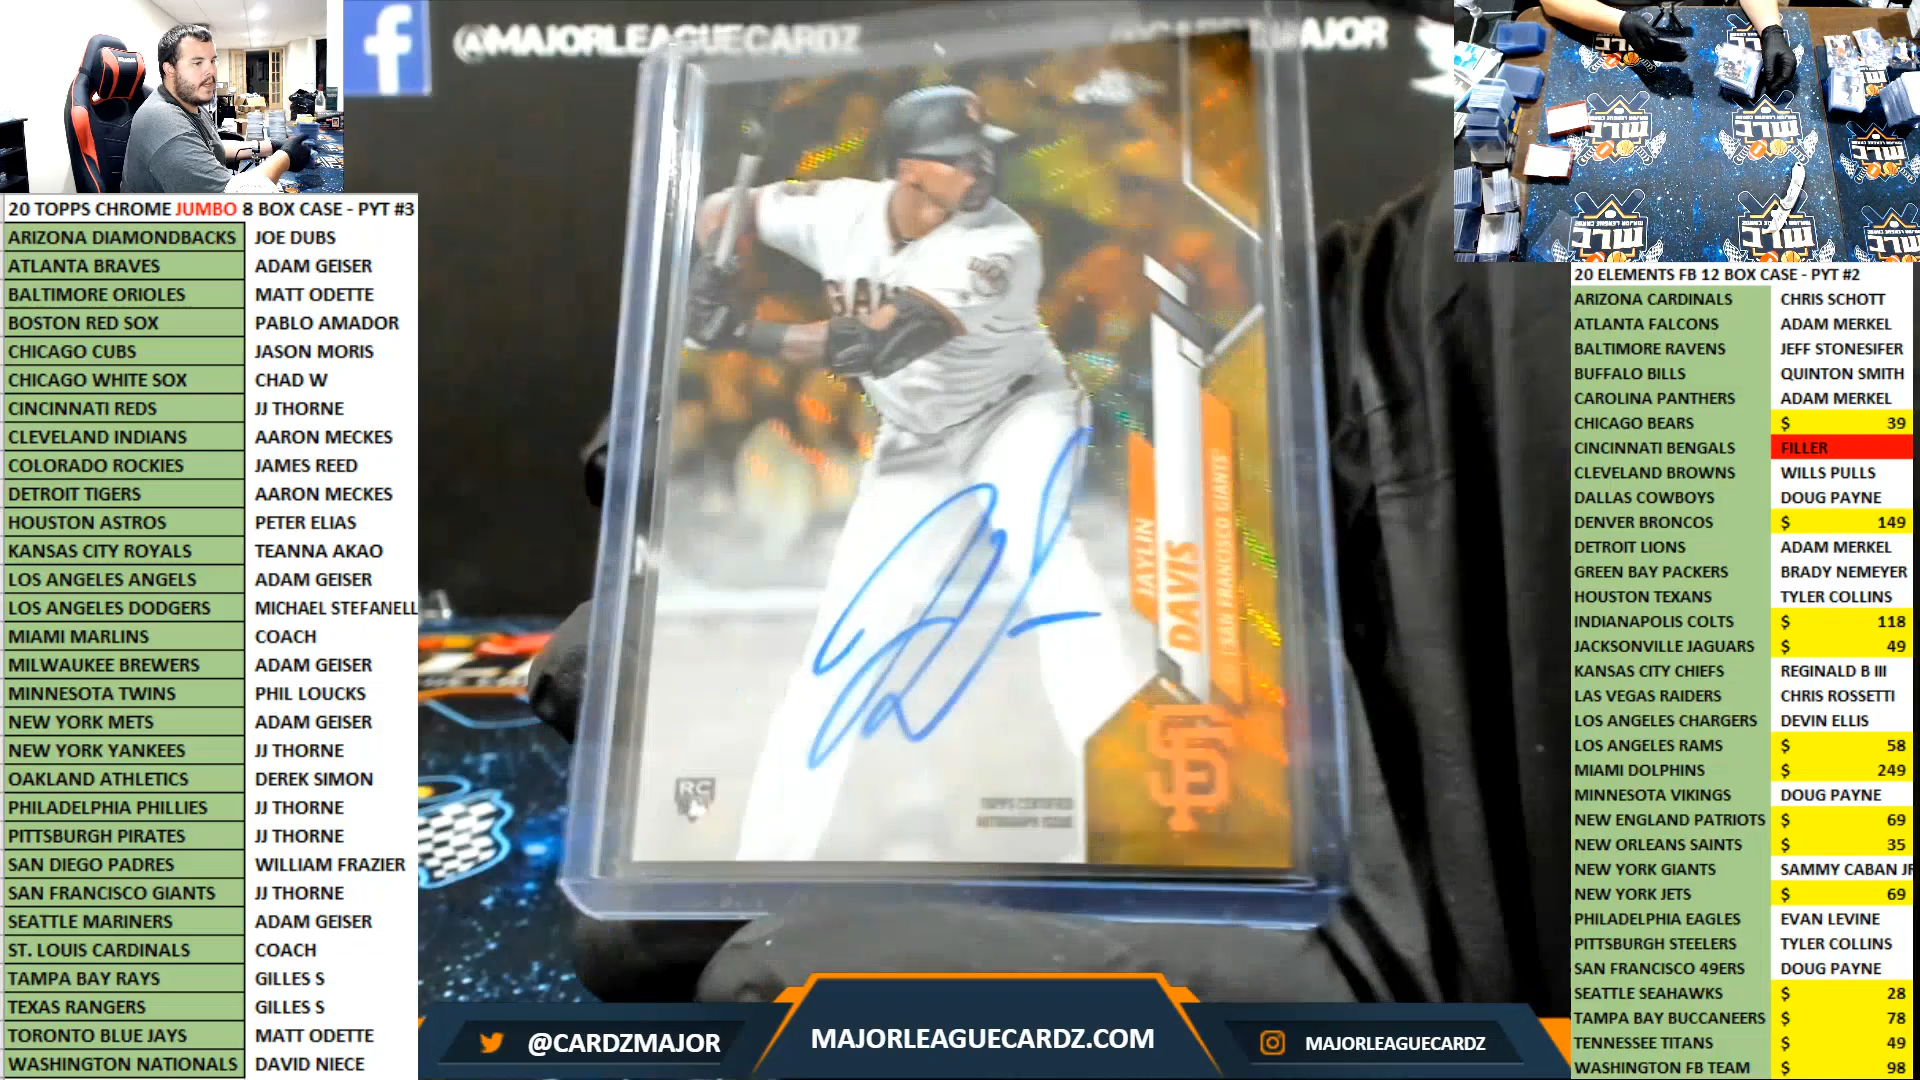 @MAJORLEAGUECARDZ
20 TOPPS CHROME JUMBO 8 BOX CASE - PYT #3
ARIZONA DIAMONDBACKS JOE DUBS
ATLANTA BRAVES ADAM GEISER
BALTIMORE ORIOLES MATT ODETTE
BOSTON RED SOX PABLO AMADOR
CHICAGO CUBS JASON MORIS
CHICAGO WHITE SOX CHAD W
CINCINNATI REDS JJ THORNE
CLEVELAND INDIANS AARON MECKES
COLORADO ROCKIES JAMES REED
DETROIT TIGERS AARON MECKES
HOUSTON ASTROS PETER ELIAS
KANSAS CITY ROYALS TEANNA AKAO
LOS ANGELES ANGELS ADAM GEISER
LOS ANGELES DODGERS MICHAEL STEFANELL
MIAMI MARLINS COACH
MILWAUKEE BREWERS ADAM GEISER
MINNESOTA TWINS PHIL LOUCKS
NEW YORK METS ADAM GEISER
NEW YORK YANKEES JJ THORNE
OAKLAND ATHLETICS DEREK SIMON
PHILADELPHIA PHILLIES JJ THORNE
PITTSBURGH PIRATES JJ THORNE
SAN DIEGO PADRES WILLIAM FRAZIER
SAN FRANCISCO GIANTS JJ THORNE
SEATTLE MARINERS ADAM GEISER
ST. LOUIS CARDINALS COACH
TAMPA BAY RAYS GILLES S
TEXAS RANGERS GILLES S
TORONTO BLUE JAYS MATT ODETTE
WASHINGTON NATIONALS DAVID NIECE
JAYLIN
DAVIS
SAN FRANCISCO GIANTS
SF
RC
TOPPS CERTIFIED
AUTOGRAPH ISSUE
@CARDZMAJOR
MAJORLEAGUECARDZ.COM
MAJORLEAGUECARDZ
20 ELEMENTS FB 12 BOX CASE - PYT #2
ARIZONA CARDINALS CHRIS SCHOTT
ATLANTA FALCONS ADAM MERKEL
BALTIMORE RAVENS JEFF STONESIFER
BUFFALO BILLS QUINTON SMITH
CAROLINA PANTHERS ADAM MERKEL
CHICAGO BEARS $ 39
CINCINNATI BENGALS FILLER
CLEVELAND BROWNS WILLS PULLS
DALLAS COWBOYS DOUG PAYNE
DENVER BRONCOS $ 149
DETROIT LIONS ADAM MERKEL
GREEN BAY PACKERS BRADY NEMEYER
HOUSTON TEXANS TYLER COLLINS
INDIANAPOLIS COLTS $ 118
JACKSONVILLE JAGUARS $ 49
KANSAS CITY CHIEFS REGINALD B III
LAS VEGAS RAIDERS CHRIS ROSSETTI
LOS ANGELES CHARGERS DEVIN ELLIS
LOS ANGELES RAMS $ 58
MIAMI DOLPHINS $ 249
MINNESOTA VIKINGS DOUG PAYNE
NEW ENGLAND PATRIOTS $ 69
NEW ORLEANS SAINTS $ 35
NEW YORK GIANTS SAMMY CABAN JR
NEW YORK JETS $ 69
PHILADELPHIA EAGLES EVAN LEVINE
PITTSBURGH STEELERS TYLER COLLINS
SAN FRANCISCO 49ERS DOUG PAYNE
SEATTLE SEAHAWKS $ 28
TAMPA BAY BUCCANEERS $ 78
TENNESSEE TITANS $ 49
WASHINGTON FB TEAM $ 98